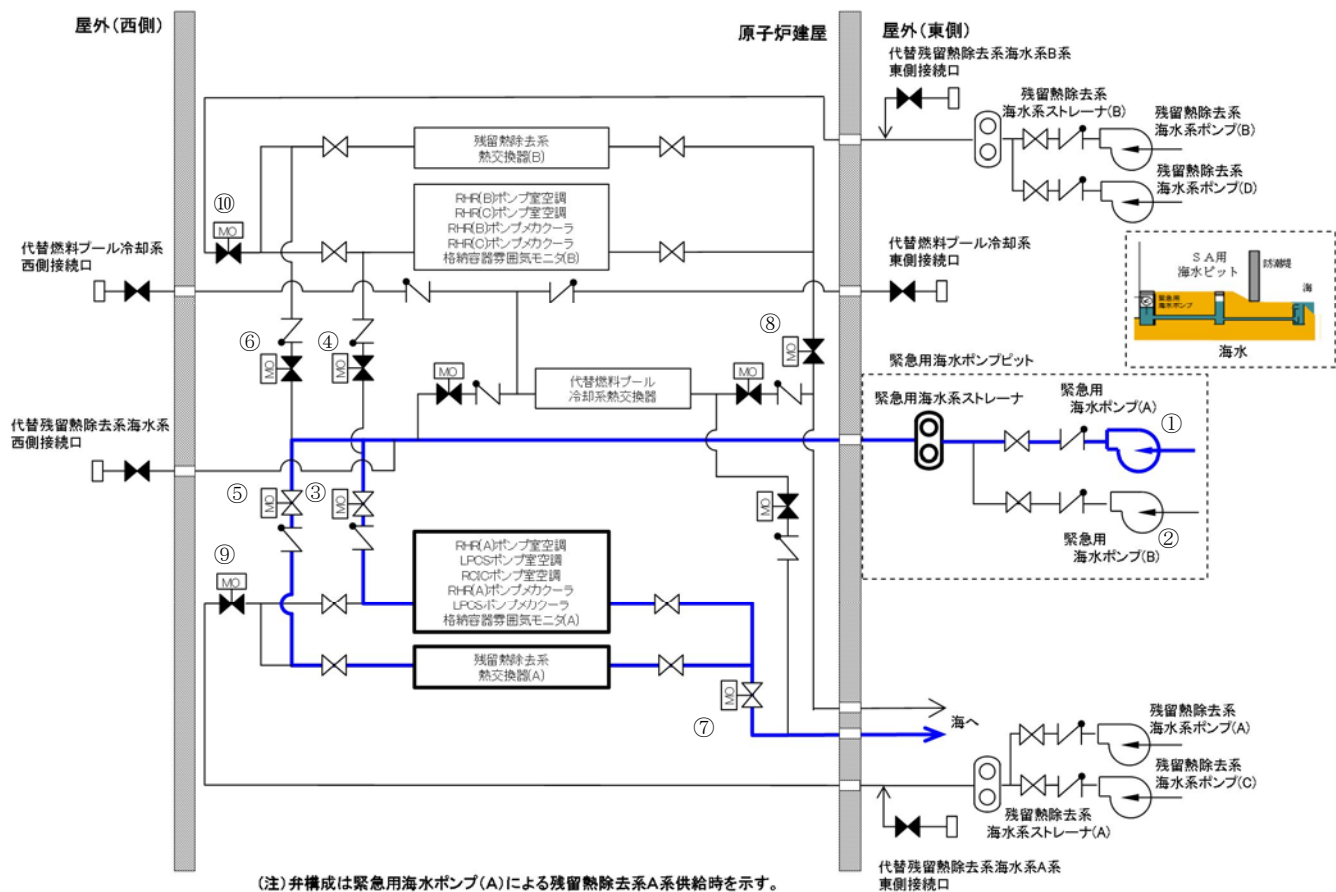 屋外(西側)
原子炉建屋
屋外(東側)
代替残留熱除去系海水系B系
東側接続口
残留熱除去系
海水系ストレーナ(B)
残留熱除去系
海水系ポンプ(B)
残留熱除去系
海水系ポンプ(D)
残留熱除去系
熱交換器(B)
RHR(B)ポンプ室空調
RHR(C)ポンプ室空調
RHR(B)ポンプメカクーラ
RHR(C)ポンプメカクーラ
格納容器雰囲気モニタ(B)
⑩
MO
代替燃料プール冷却系
西側接続口
代替燃料プール冷却系
東側接続口
SA用
海水ピット
防潮堤
海
緊急用
海水ポンプ
海水
⑥
MO
④
MO
⑧
MO
MO
代替燃料プール
冷却系熱交換器
MO
緊急用海水ポンプピット
緊急用海水系ストレーナ
緊急用
海水ポンプ(A)
①
代替残留熱除去系海水系
西側接続口
⑤
MO
③
MO
MO
緊急用
海水ポンプ(B)
②
⑨
MO
RHR(A)ポンプ室空調
LPCSポンプ室空調
RCICポンプ室空調
RHR(A)ポンプメカクーラ
LPCSポンプメカクーラ
格納容器雰囲気モニタ(A)
残留熱除去系
熱交換器(A)
MO
⑦
海へ
残留熱除去系
海水系ポンプ(A)
残留熱除去系
海水系ポンプ(C)
残留熱除去系
海水系ストレーナ(A)
代替残留熱除去系海水系A系
東側接続口
(注)弁構成は緊急用海水ポンプ(A)による残留熱除去系A系供給時を示す。